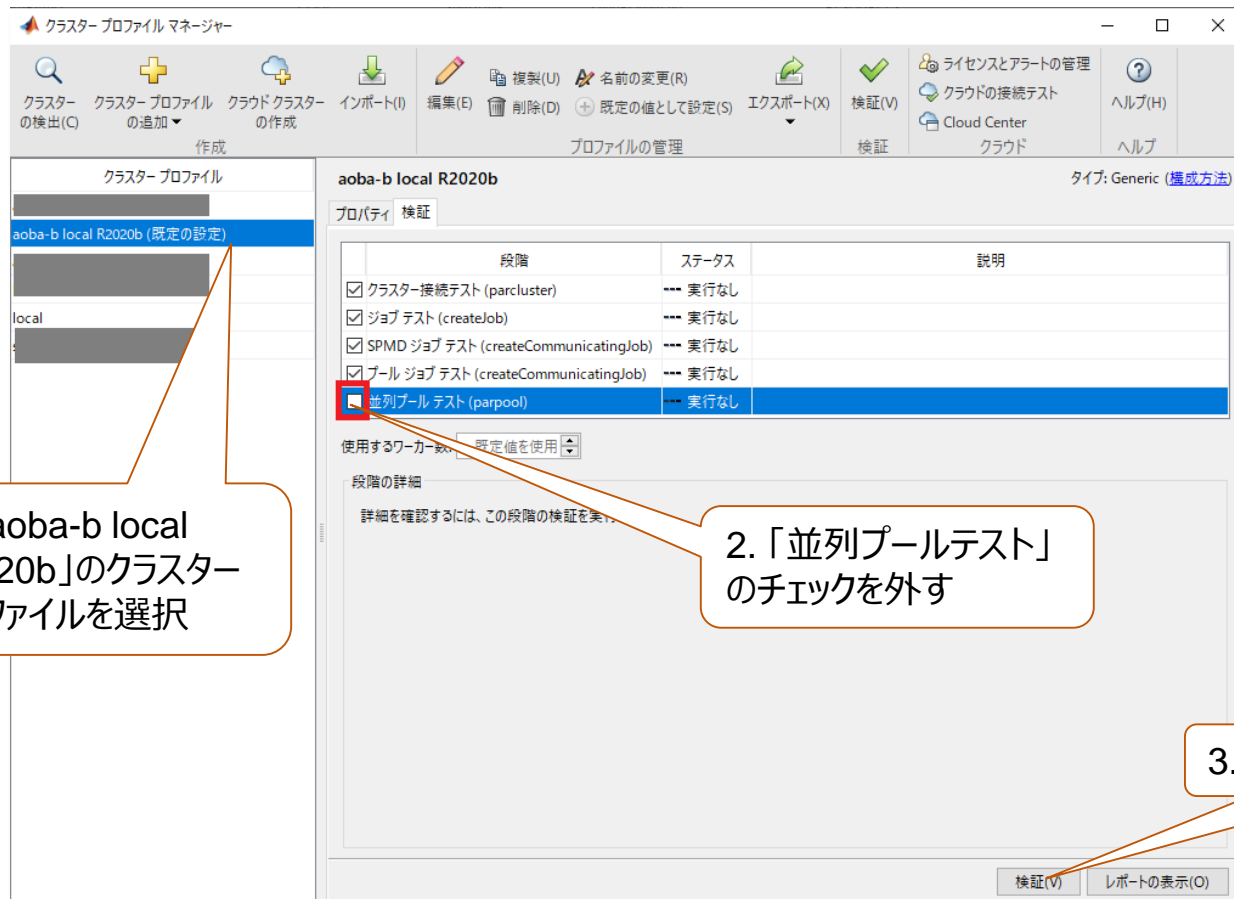 クラスター プロファイル マネージャー
クラスター
の検出(C)
クラスター プロファイル
の追加
クラウド クラスター
の作成
作成
インポート(I)
編集(E)
複製(U)
削除(D)
名前の変更(R)
既定の値として設定(S)
エクスポート(X)
プロファイルの管理
検証(V)
検証
ライセンスとアラートの管理
クラウドの接続テスト
Cloud Center
クラウド
ヘルプ(H)
ヘルプ
クラスター プロファイル
aoba-b local R2020b (既定の設定)
local
aoba-b local R2020b
タイプ: Generic (構成方法)
プロパティ 検証
段階 ステータス 説明
クラスター接続テスト (parcluster) --- 実行なし
ジョブ テスト (createJob) --- 実行なし
SPMD ジョブ テスト (createCommunicatingJob) --- 実行なし
プール ジョブ テスト (createCommunicatingJob) --- 実行なし
並列プール テスト (parpool) --- 実行なし
使用するワーカー数: 既定値を使用
段階の詳細
詳細を確認するには、この段階の検証を実行
aoba-b local
20b」のクラスター
ファイルを選択
2. 「並列プールテスト」
のチェックを外す
3.
検証(V)
レポートの表示(O)